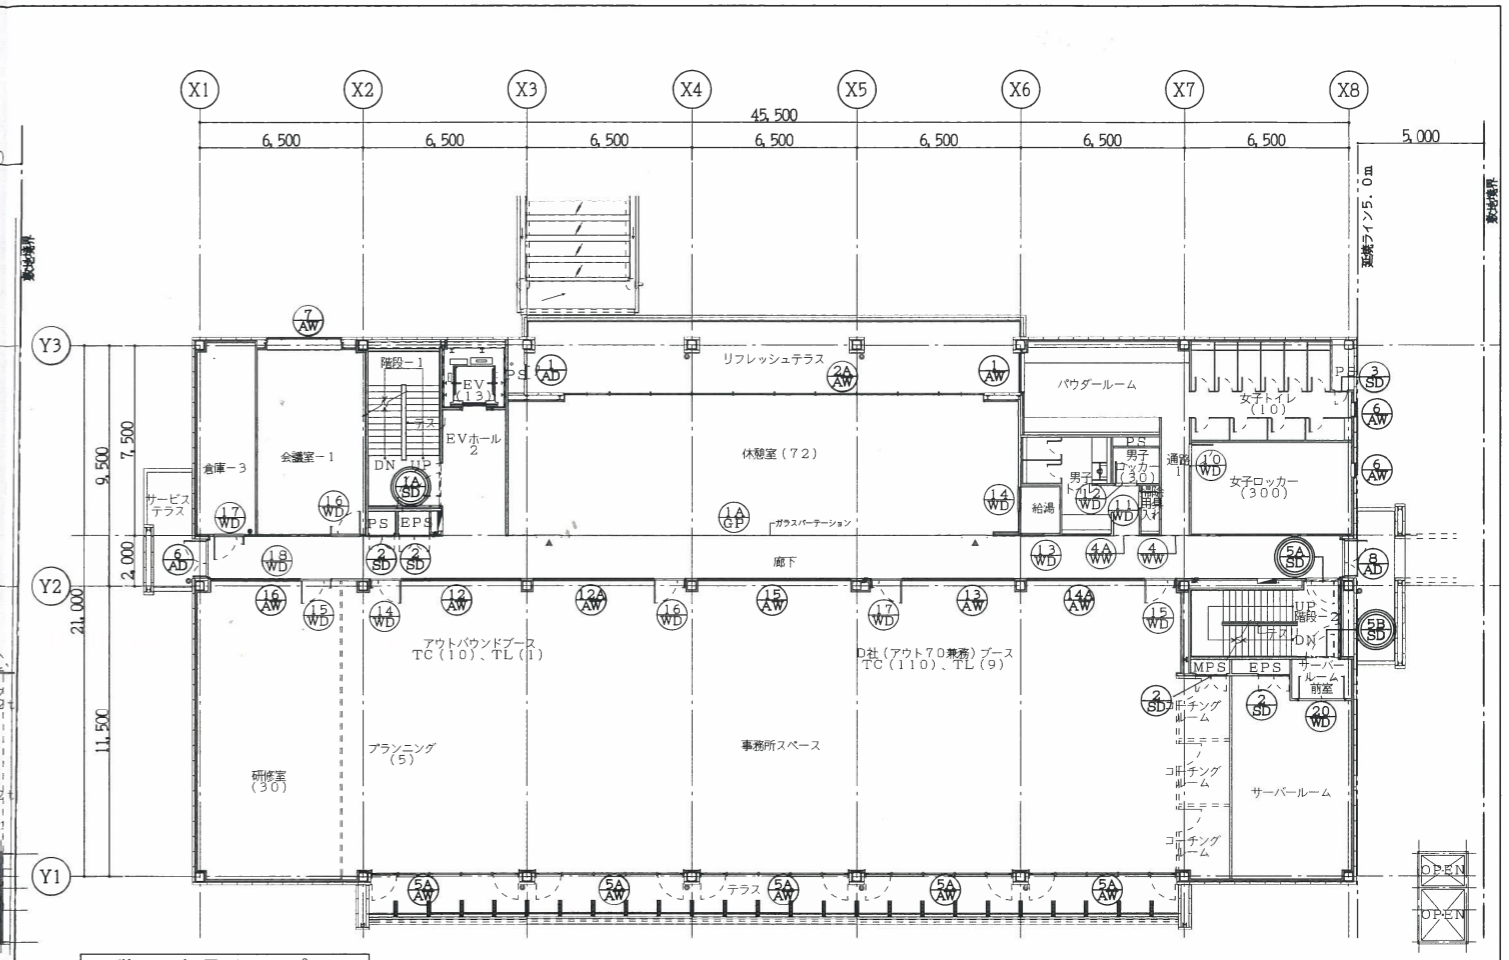 X1
X2
X3
X4
X5
X6
X7
X8
45,500
6,500
6,500
6,500
6,500
6,500
6,500
6,500
5,000
延焼ライン5.0m
敷地境界
敷地境界
Y3
Y2
Y1
7,500
9,500
2,000
21,000
11,500
7
AW
階段-1
EV
(13)
PS
1
AD
リフレッシュテラス
2A
AW
1
AW
パウダールーム
女子トイレ
(10)
PS
3
SD
6
AW
倉庫-3
会議室-1
EVホール
2
休憩室(72)
DN
UP
1A
SD
PS
男子
ロッカー
(30)
男子
トイレ
通路
1
10
WD
女子ロッカー
(300)
6
AW
サービス
テラス
17
WD
16
WD
PS
EPS
1A
GP
ガラスパーテーション
14
WD
給湯
12
WD
11
WD
掃除
用具
入れ
6
AD
18
WD
2
SD
2
SD
廊下
13
WD
4A
WW
4
WW
5A
SD
8
AD
16
AW
15
WD
14
WD
12
AW
12A
AW
16
WD
15
AW
17
WD
13
AW
14A
AW
15
WD
UP
階段-2
DN
5B
SD
アウトバウンドブース
TC(10)、TL(1)
D社(アウト70兼務)ブース
TC(110)、TL(9)
MPS
EPS
サーバー
ルーム
前室
2
SD
2
SD
20
WD
コーチング
ルーム
プランニング
(5)
事務所スペース
研修室
(30)
コーチング
ルーム
サーバールーム
コーチング
ルーム
5A
AW
5A
AW
テラス
5A
AW
5A
AW
5A
AW
OPEN
OPEN